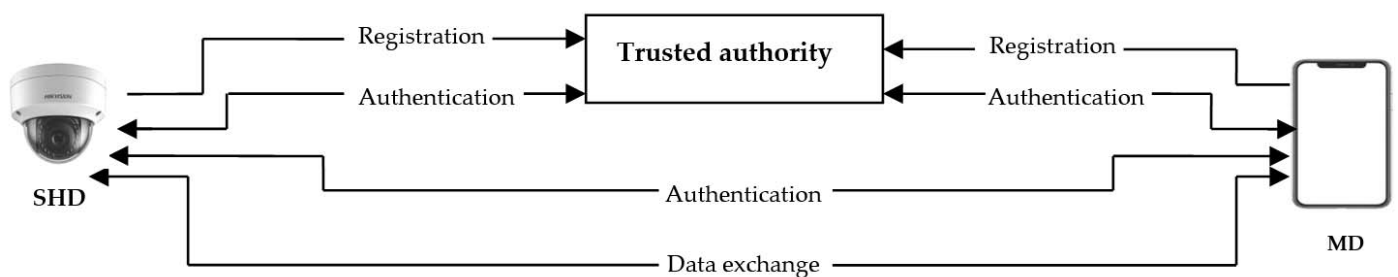 Registration
Trusted authority
Registration
HIKVISION
Authentication
Authentication
SHD
Authentication
MD
Data exchange